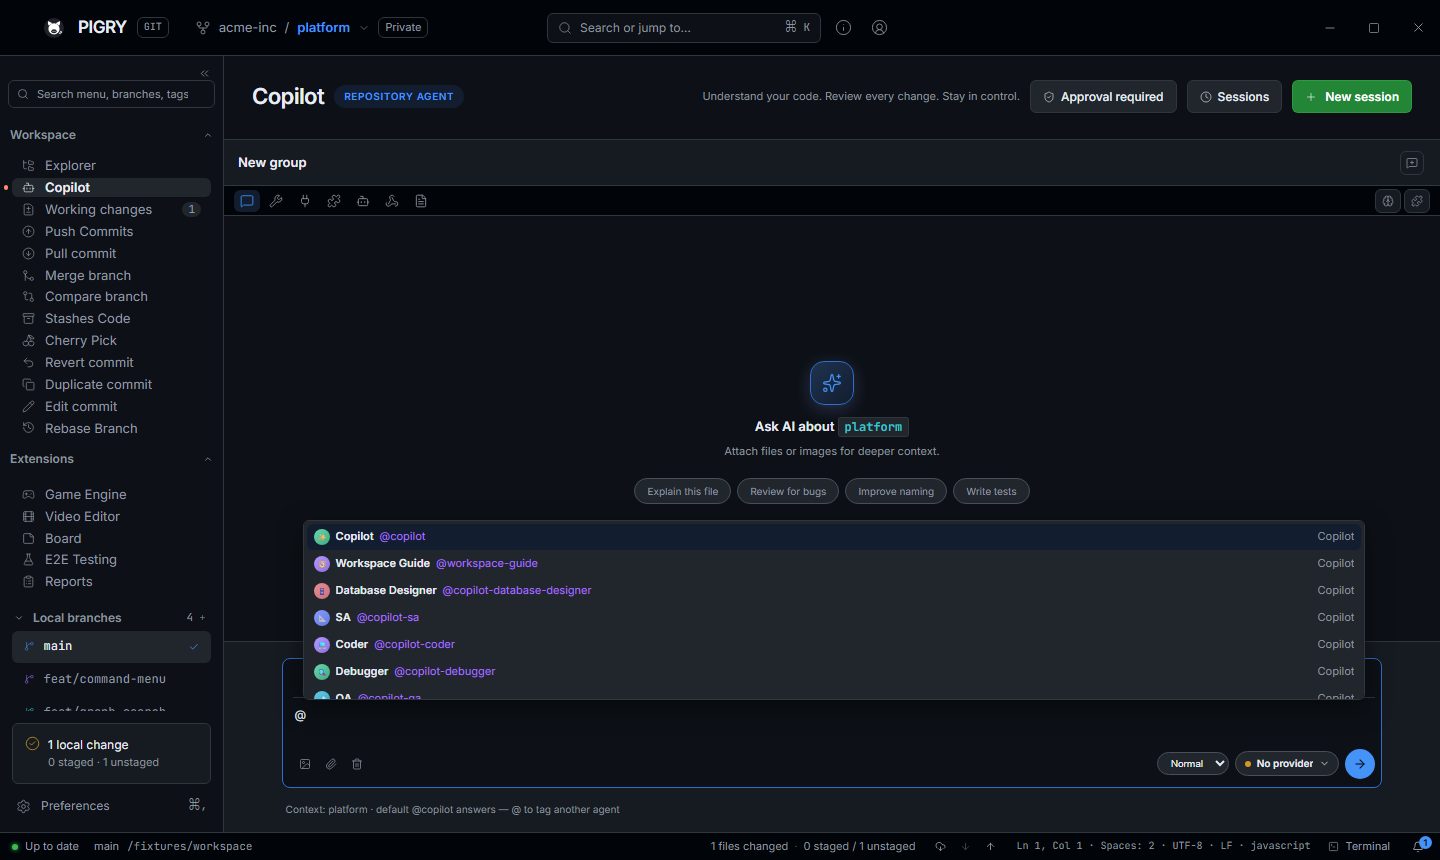 PIGRY GIT acme-inc / platform Private Search or jump to... ⌘ K
Search menu, branches, tags
Copilot REPOSITORY AGENT Understand your code. Review every change. Stay in control. Approval required Sessions + New session
Workspace
New group
Explorer
Copilot
Working changes 1
Push Commits
Pull commit
Merge branch
Compare branch
Stashes Code
Cherry Pick
Revert commit
Duplicate commit
Edit commit
Rebase Branch
Extensions
Game Engine
Video Editor
Board
E2E Testing
Reports
Local branches 4 +
main
feat/command-menu
1 local change
0 staged · 1 unstaged
Preferences ⌘,
Ask AI about platform
Attach files or images for deeper context.
Explain this file Review for bugs Improve naming Write tests
Copilot @copilot Copilot
Workspace Guide @workspace-guide Copilot
Database Designer @copilot-database-designer Copilot
SA @copilot-sa Copilot
Coder @copilot-coder Copilot
Debugger @copilot-debugger Copilot
QA @copilot-qa Copilot
@
Normal No provider
Context: platform · default @copilot answers — @ to tag another agent
Up to date main /fixtures/workspace 1 files changed · 0 staged / 1 unstaged Ln 1, Col 1 · Spaces: 2 · UTF-8 · LF · javascript Terminal 1